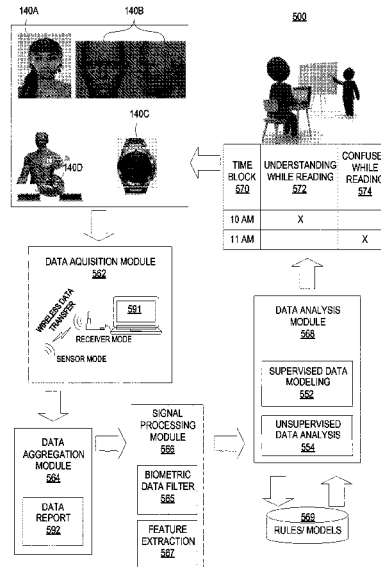 140A
140B
500
140C
140D
TIME BLOCK 570
UNDERSTANDING WHILE READING 572
CONFUSE WHILE READING 574
10 AM X
11 AM X
DATA AQUISITION MODULE
562
WIRELESS DATA TRANSFER
591
RECEIVER MODE
SENSOR MODE
DATA ANALYSIS MODULE
568
SUPERVISED DATA MODELING
552
UNSUPERVISED DATA ANALYSIS
554
SIGNAL PROCESSING MODULE
566
BIOMETRIC DATA FILTER
565
FEATURE EXTRACTION
567
DATA AGGREGATION MODULE
564
DATA REPORT
592
569
RULES/ MODELS